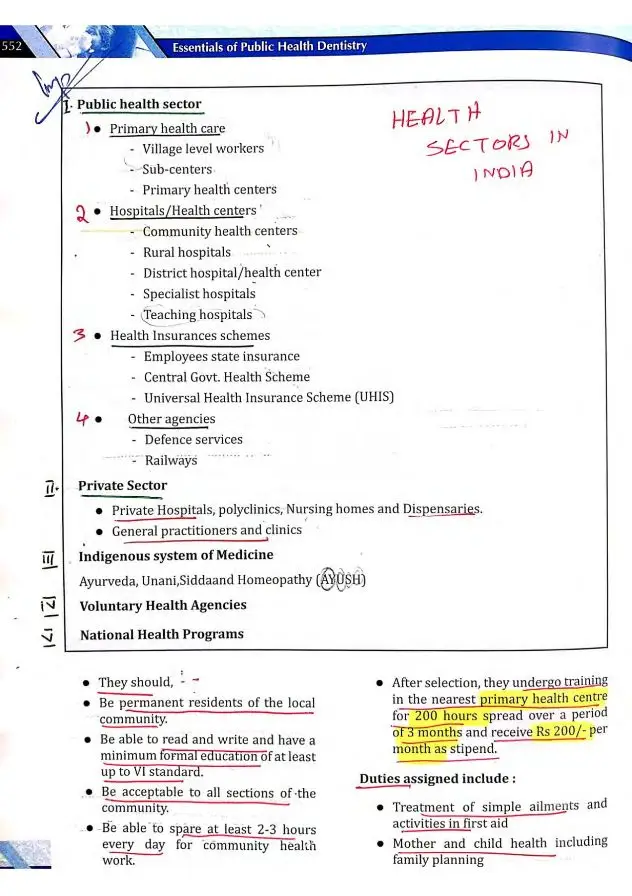 552
Essentials of Public Health Dentistry
HEALTH
SECTORS IN
INDIA
I. Public health sector
1) • Primary health care
- Village level workers
- Sub-centers
- Primary health centers
2 • Hospitals/Health centers
- Community health centers
- Rural hospitals
- District hospital/health center
- Specialist hospitals
- Teaching hospitals
3 • Health Insurances schemes
- Employees state insurance
- Central Govt. Health Scheme
- Universal Health Insurance Scheme (UHIS)
4 • Other agencies
- Defence services
- Railways
II. Private Sector
• Private Hospitals, polyclinics, Nursing homes and Dispensaries.
• General practitioners and clinics
III Indigenous system of Medicine
Ayurveda, Unani,Siddaand Homeopathy (AYUSH)
IV Voluntary Health Agencies
V National Health Programs
• They should, :-
• Be permanent residents of the local
community.
• Be able to read and write and have a
minimum formal education of at least
up to VI standard.
• Be acceptable to all sections of the
community.
• Be able to spare at least 2-3 hours
every day for community health
work.
• After selection, they undergo training
in the nearest primary health centre
for 200 hours spread over a period
of 3 months and receive Rs 200/- per
month as stipend.
Duties assigned include :
• Treatment of simple ailments and
activities in first aid
• Mother and child health including
family planning